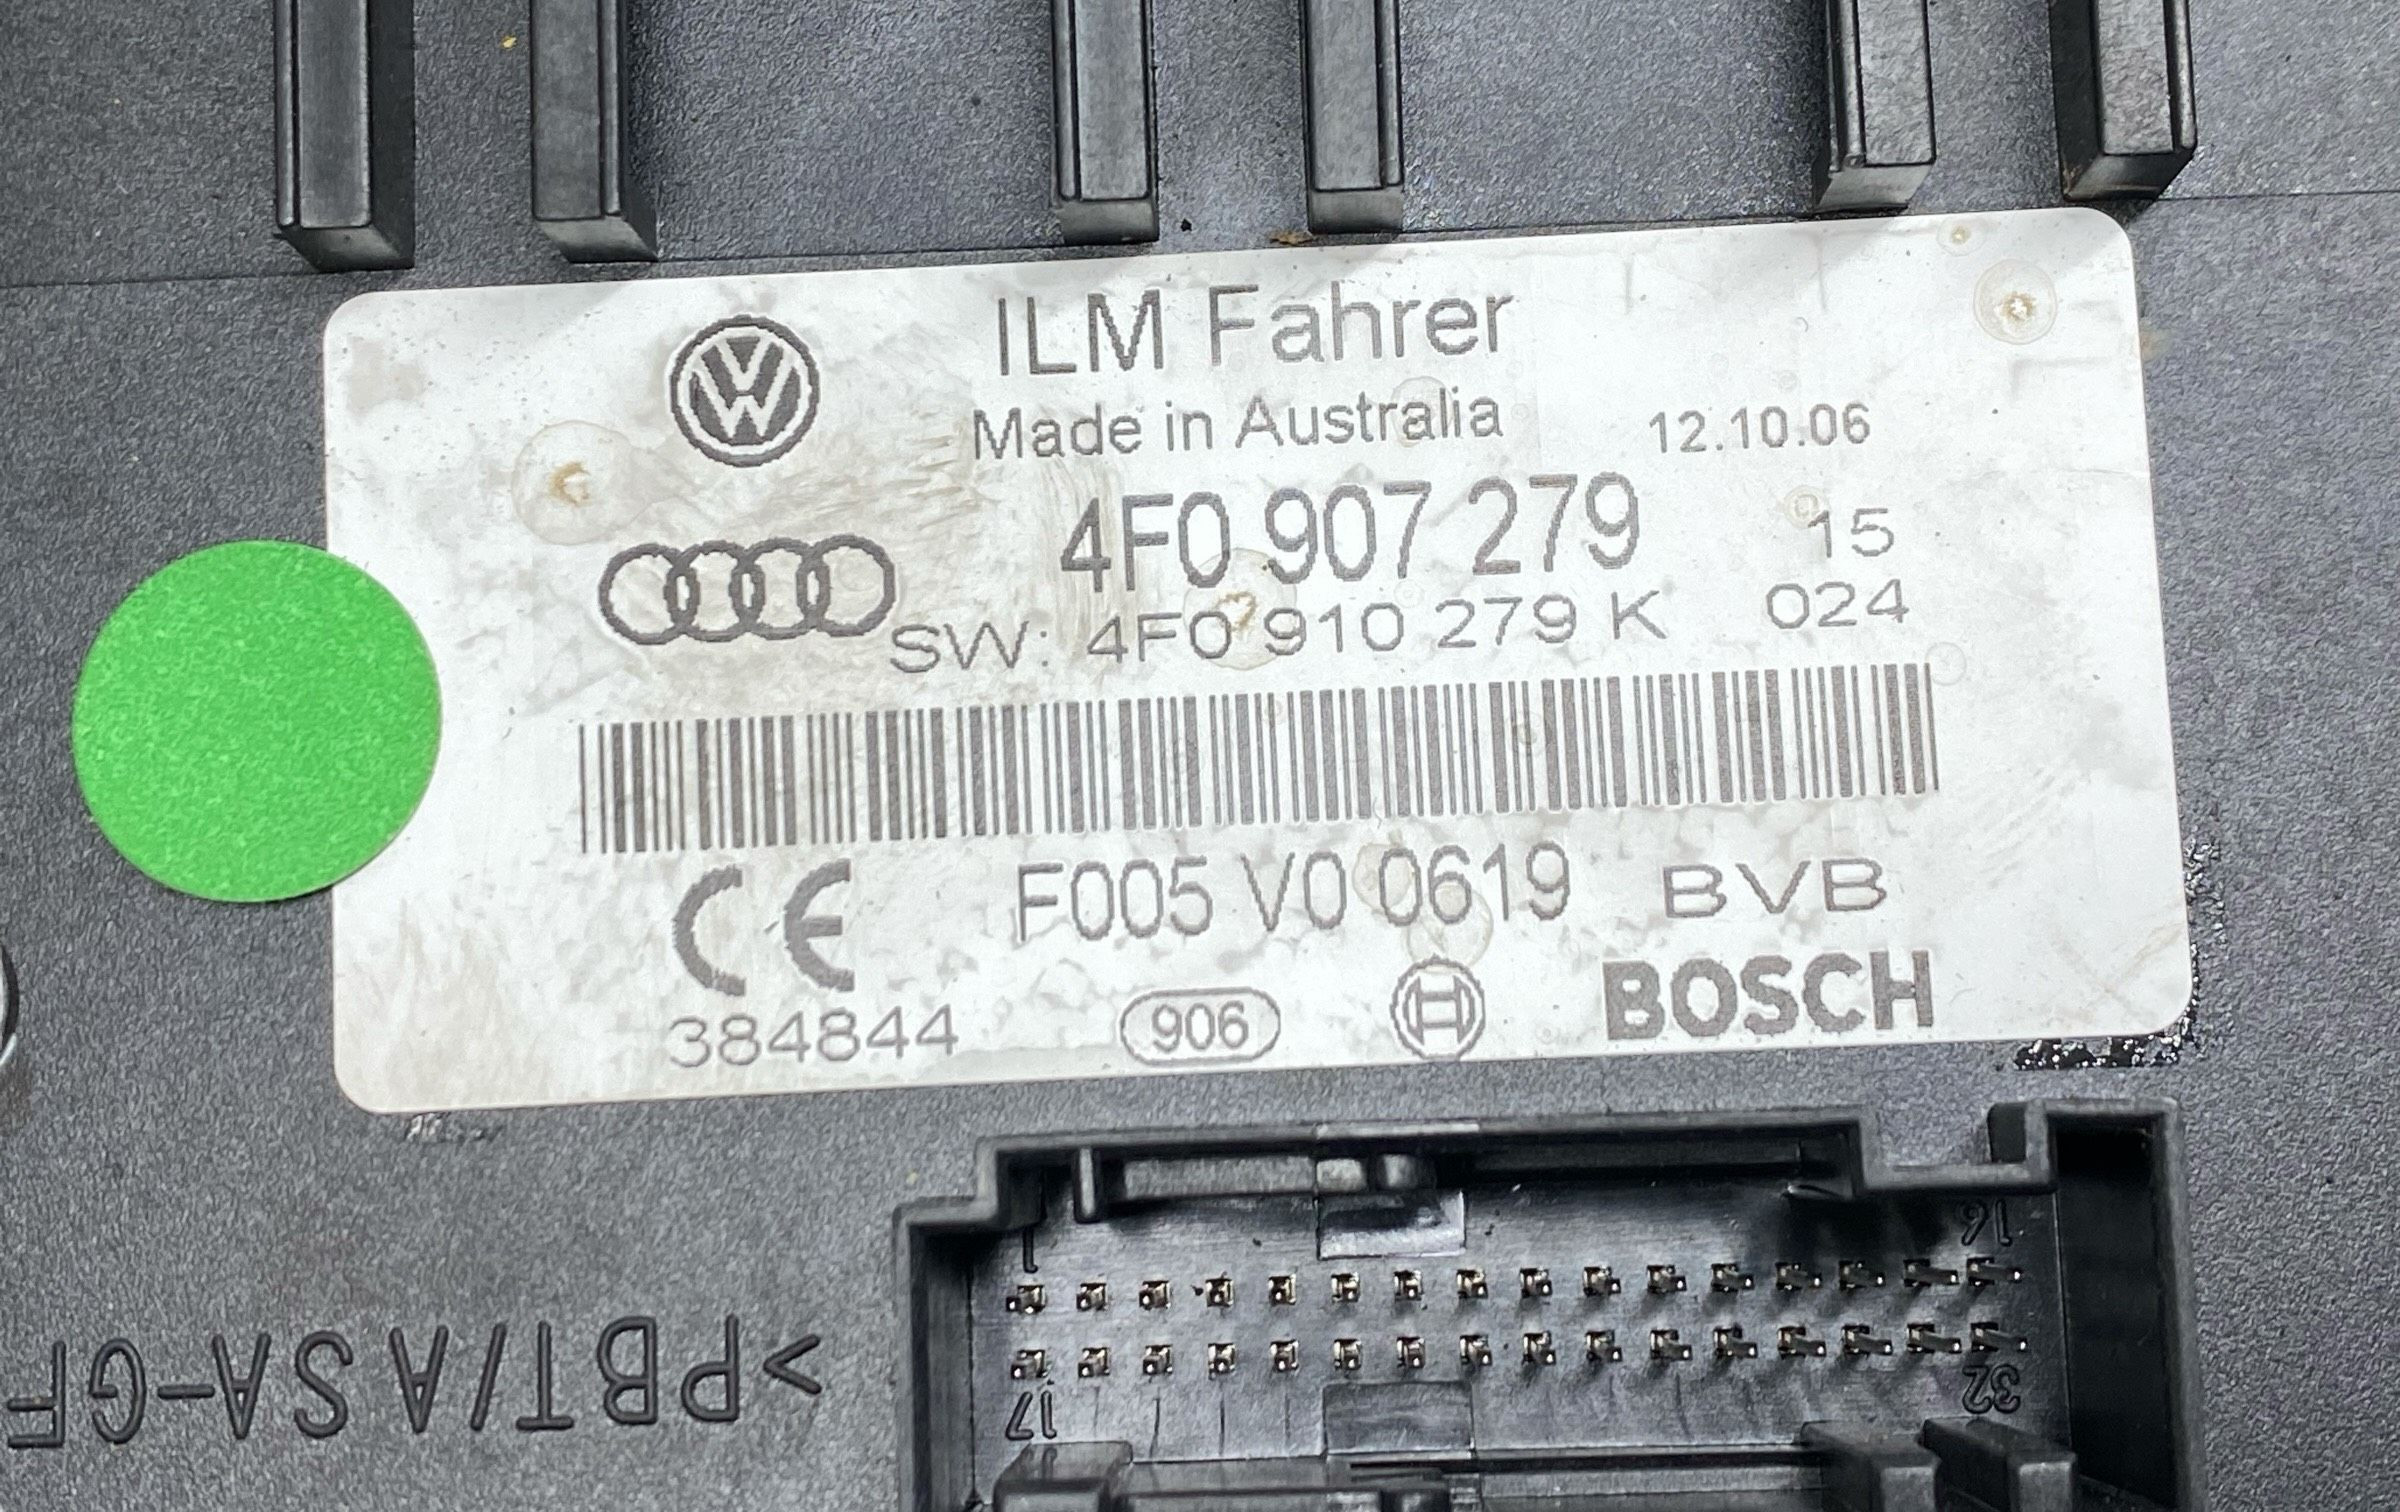 ILM Fahrer
Made in Australia 12.10.06
4F0 907 279 15
SW: 4F0 910 279 K 024
F005 V0 0619 BVB
384844 906 BOSCH
1 16
17 32
>PBT/ASA-GF